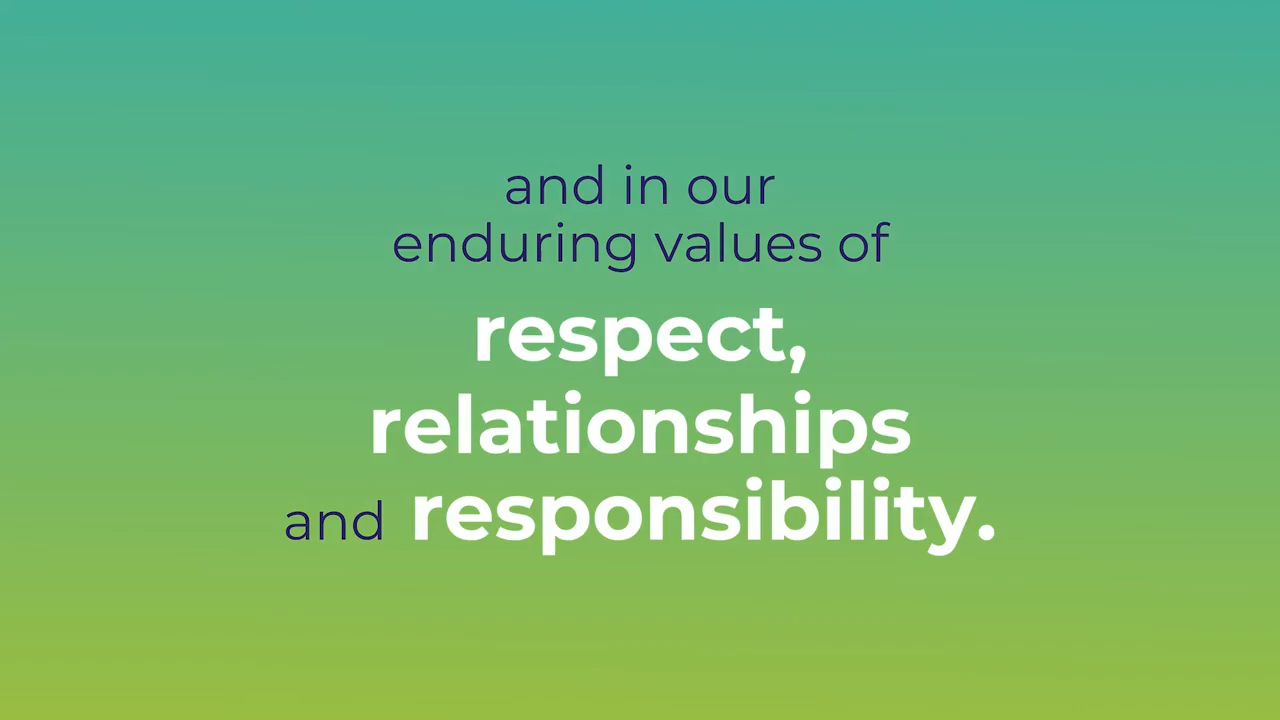 and in our
enduring values of
respect,
relationships
and responsibility.